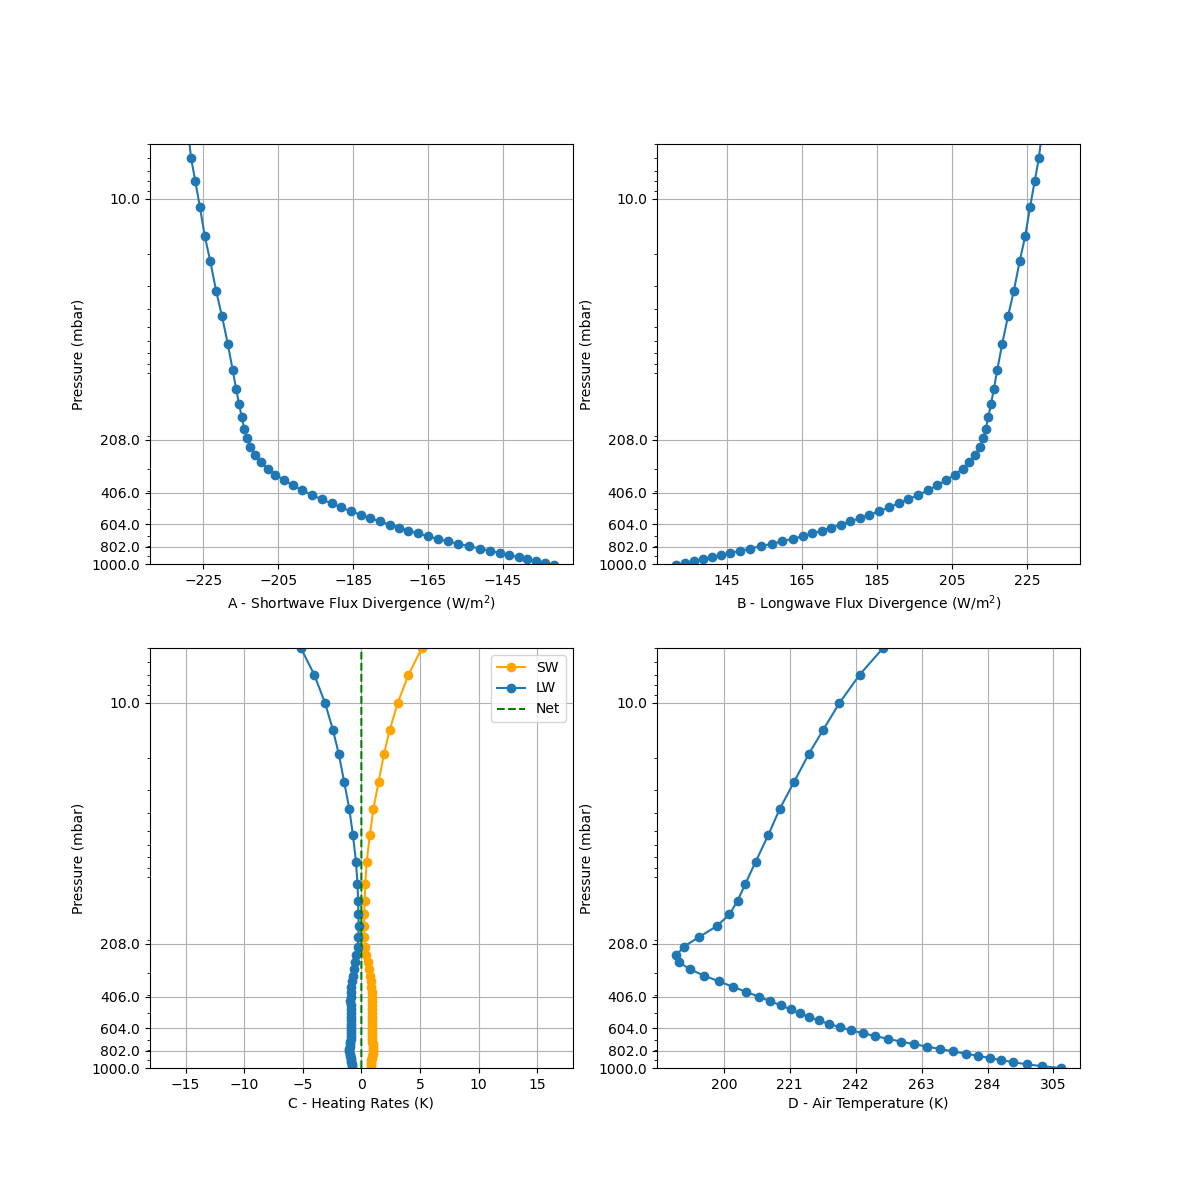 10.0
208.0
406.0
604.0
802.0
1000.0
Pressure (mbar)
−225 −205 −185 −165 −145
A - Shortwave Flux Divergence (W/m²)
10.0
208.0
406.0
604.0
802.0
1000.0
Pressure (mbar)
145 165 185 205 225
B - Longwave Flux Divergence (W/m²)
SW
LW
Net
10.0
208.0
406.0
604.0
802.0
1000.0
Pressure (mbar)
−15 −10 −5 0 5 10 15
C - Heating Rates (K)
10.0
208.0
406.0
604.0
802.0
1000.0
Pressure (mbar)
200 221 242 263 284 305
D - Air Temperature (K)